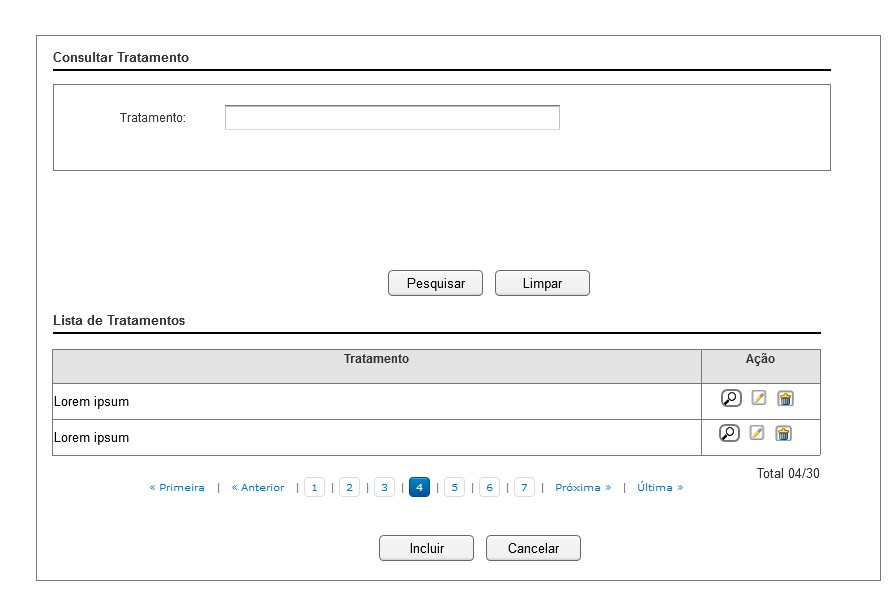 Consultar Tratamento
Tratamento:
Pesquisar Limpar
Lista de Tratamentos
Tratamento Ação
Lorem ipsum
Lorem ipsum
Total 04/30
« Primeira | « Anterior | 1 | 2 | 3 | 4 | 5 | 6 | 7 | Próxima » | Última »
Incluir Cancelar